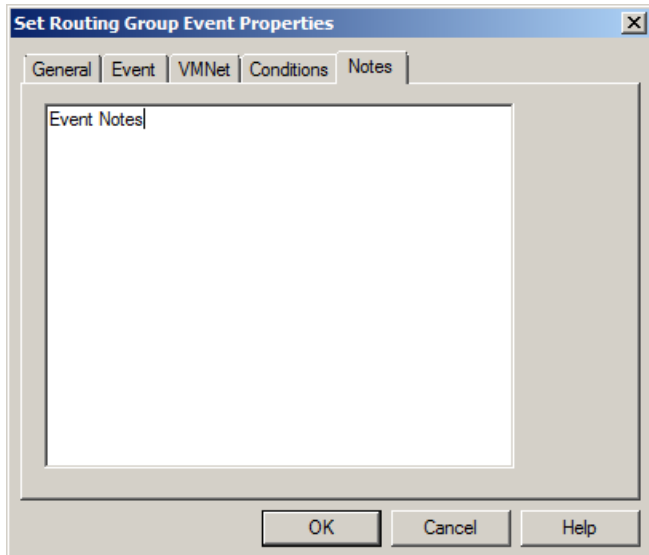 Set Routing Group Event Properties
General Event VMNet Conditions Notes
Event Notes
OK Cancel Help